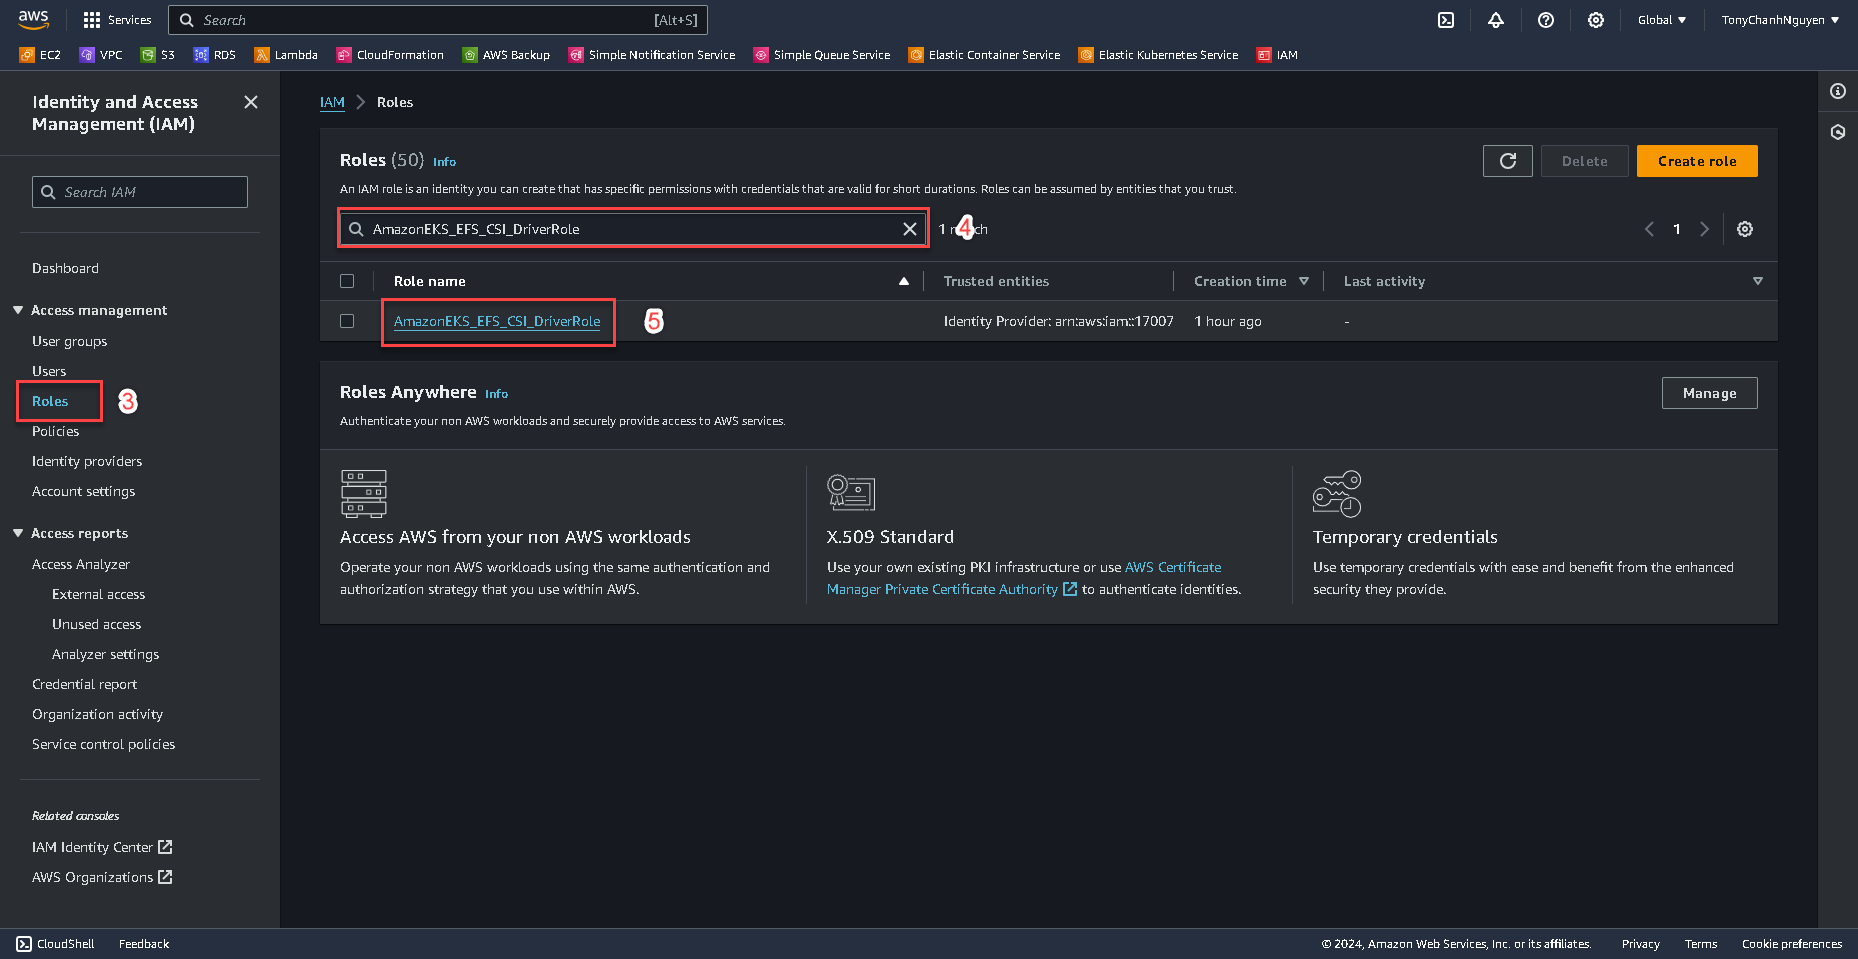 aws Services Search [Alt+S] Global TonyChanhNguyen
EC2 VPC S3 RDS Lambda CloudFormation AWS Backup Simple Notification Service Simple Queue Service Elastic Container Service Elastic Kubernetes Service IAM
Identity and Access
Management (IAM)
Search IAM
Dashboard
Access management
User groups
Users
Roles 3
Policies
Identity providers
Account settings
Access reports
Access Analyzer
External access
Unused access
Analyzer settings
Credential report
Organization activity
Service control policies
Related consoles
IAM Identity Center
AWS Organizations
IAM > Roles
Roles (50) Info
Delete Create role
An IAM role is an identity you can create that has specific permissions with credentials that are valid for short durations. Roles can be assumed by entities that you trust.
AmazonEKS_EFS_CSI_DriverRole 1 4 1
Role name Trusted entities Creation time Last activity
AmazonEKS_EFS_CSI_DriverRole 5 Identity Provider: arn:aws:iam::17007 1 hour ago -
Roles Anywhere Info Manage
Authenticate your non AWS workloads and securely provide access to AWS services.
Access AWS from your non AWS workloads
Operate your non AWS workloads using the same authentication and
authorization strategy that you use within AWS.
X.509 Standard
Use your own existing PKI infrastructure or use AWS Certificate
Manager Private Certificate Authority to authenticate identities.
Temporary credentials
Use temporary credentials with ease and benefit from the enhanced
security they provide.
CloudShell Feedback © 2024, Amazon Web Services, Inc. or its affiliates. Privacy Terms Cookie preferences